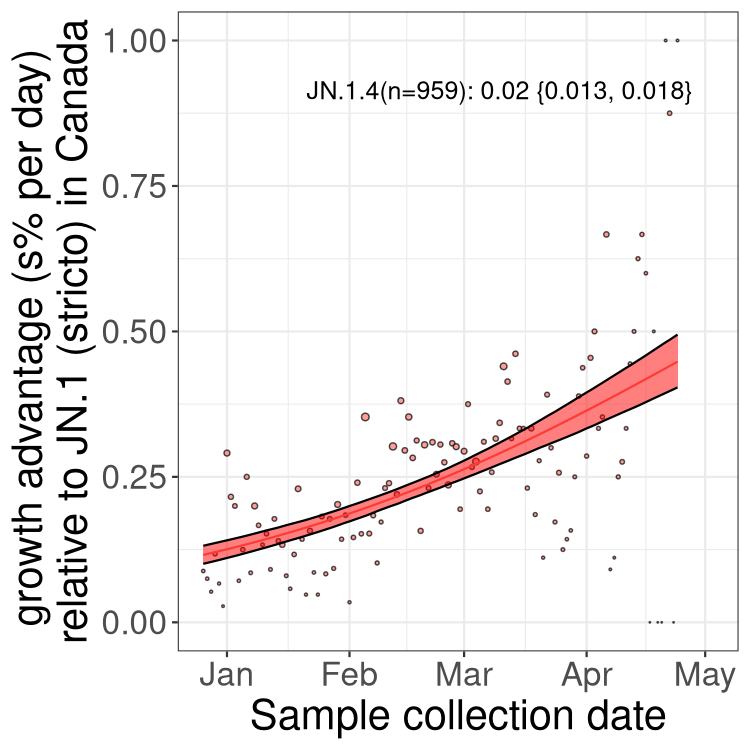 growth advantage (s% per day)
relative to JN.1 (stricto) in Canada
1.00
0.75
0.50
0.25
0.00
JN.1.4(n=959): 0.02 {0.013, 0.018}
Jan Feb Mar Apr May
Sample collection date